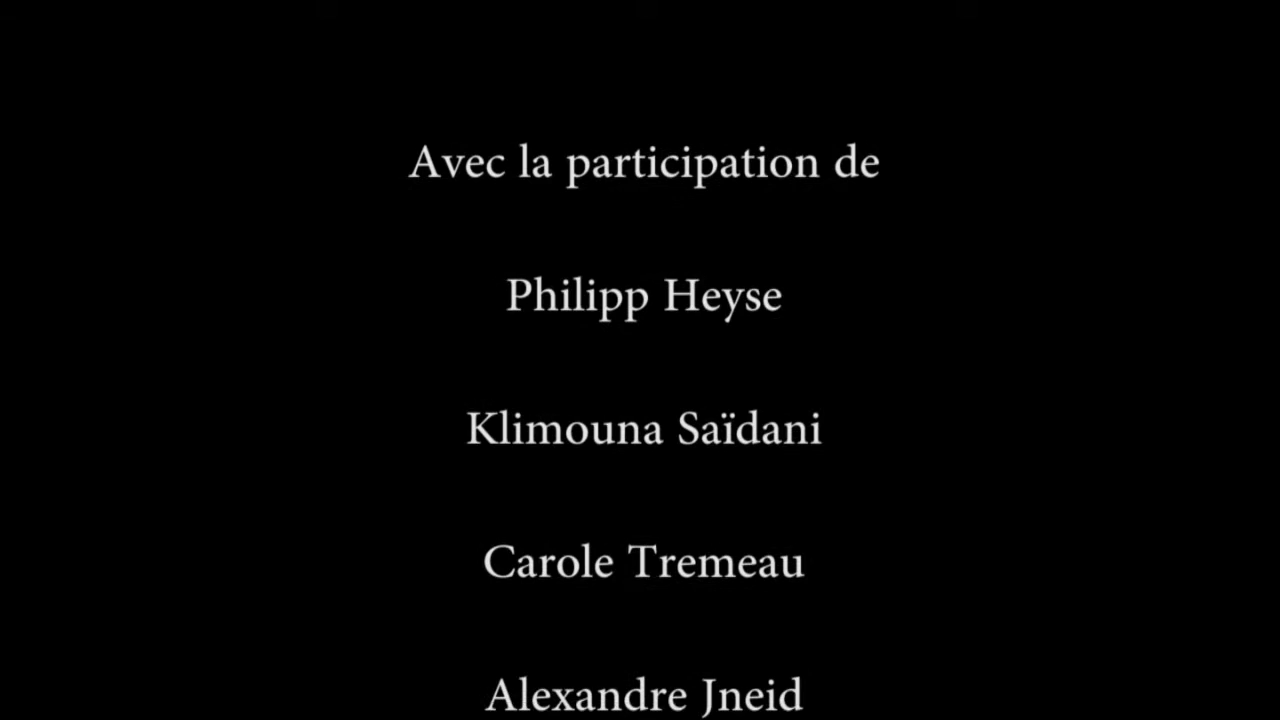 Avec la participation de
Philipp Heyse
Klimouna Saïdani
Carole Tremeau
Alexandre Jneid